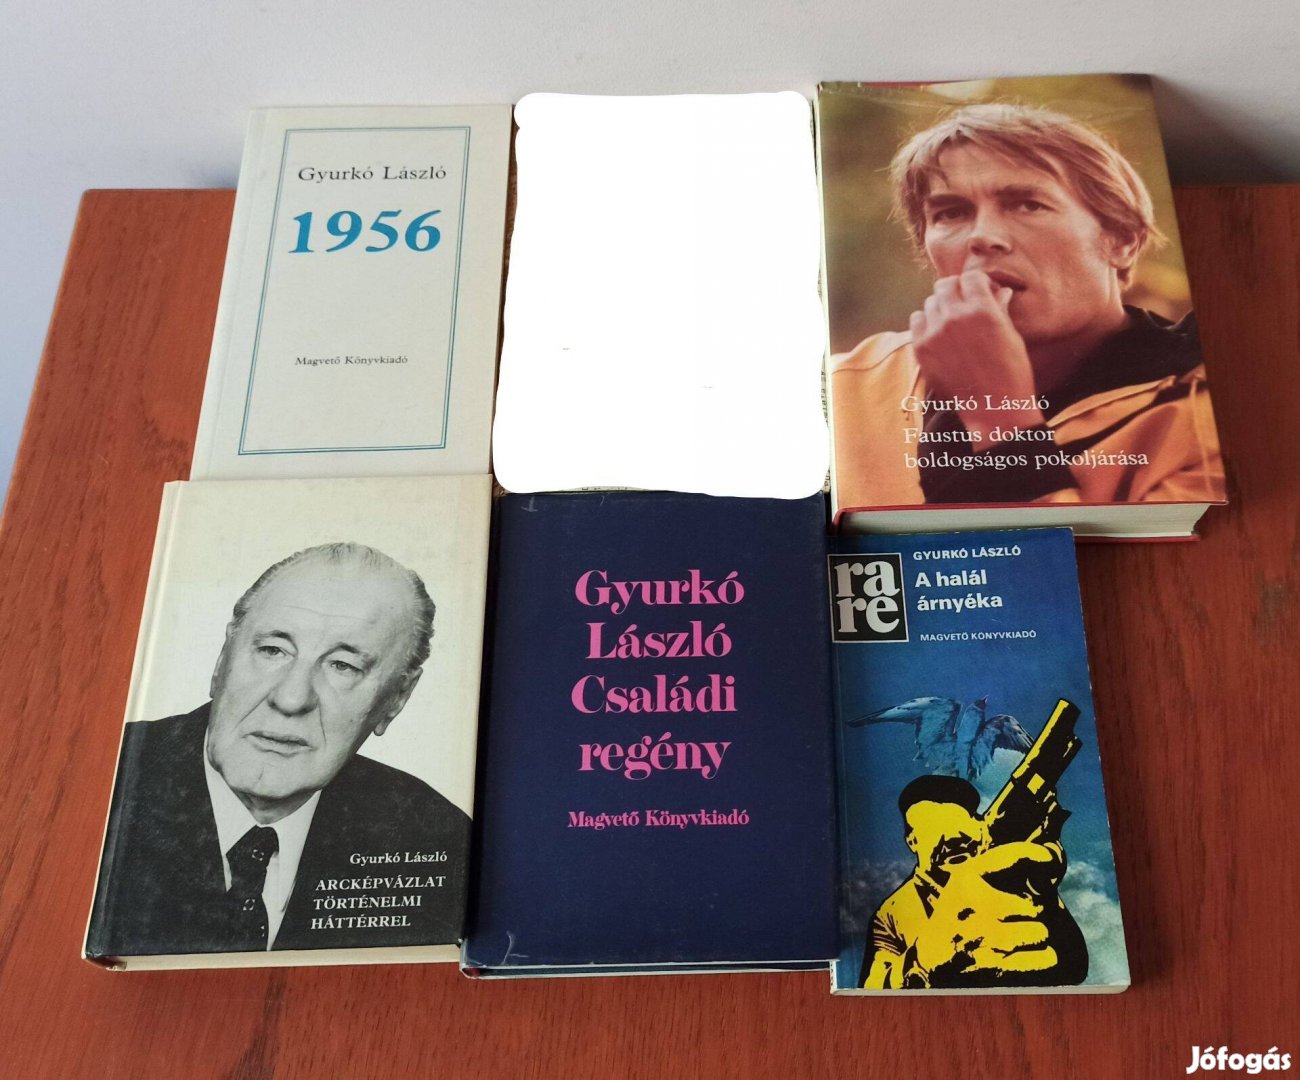 Gyurkó László
1956
Magvető Könyvkiadó
Gyurkó László
Faustus doktor
boldogságos pokoljárása
Gyurkó László
ARCKÉPVÁZLAT
TÖRTÉNELMI
HÁTTÉRREL
Gyurkó
László
Családi
regény
Magvető Könyvkiadó
ra
re
GYURKÓ LÁSZLÓ
A halál
árnyéka
MAGVETŐ KÖNYVKIADÓ
Jófogás